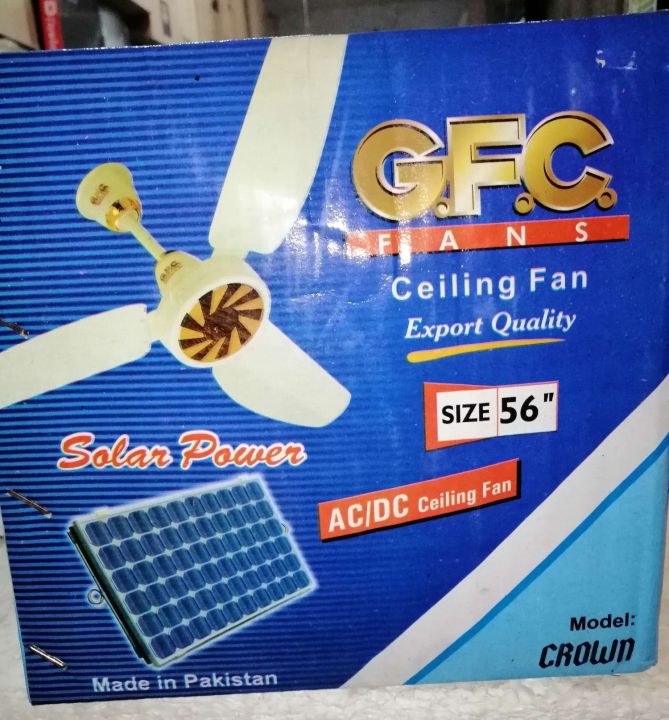 G.F.C.
FANS
Ceiling Fan
Export Quality
SIZE 56"
Solar Power
AC/DC Ceiling Fan
Model:
CROWN
Made in Pakistan